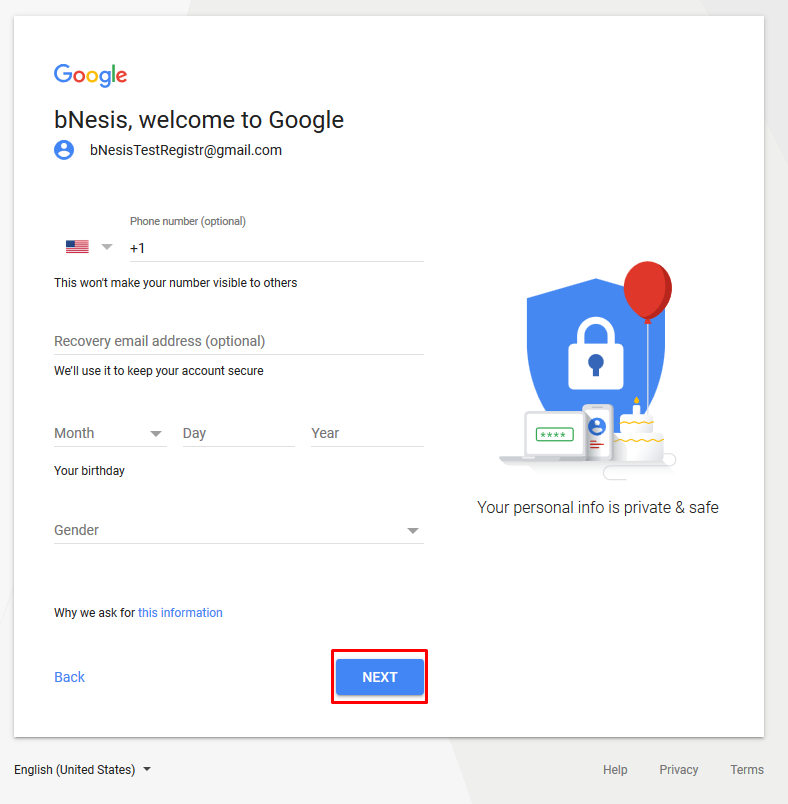 Google
bNesis, welcome to Google
bNesisTestRegistr@gmail.com
Phone number (optional)
+1
This won't make your number visible to others
Recovery email address (optional)
We'll use it to keep your account secure
Month Day Year
Your birthday
Gender
Why we ask for this information
Back NEXT
****
Your personal info is private & safe
English (United States) Help Privacy Terms